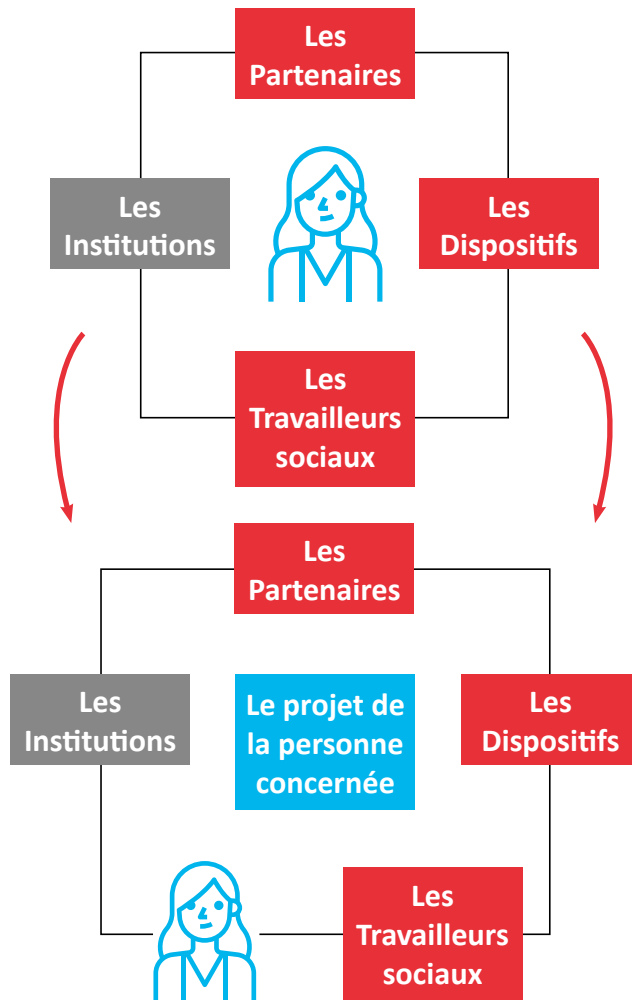 Les
Partenaires
Les
Institutions
Les
Dispositifs
Les
Travailleurs
sociaux
Les
Partenaires
Les
Institutions
Le projet de
la personne
concernée
Les
Dispositifs
Les
Travailleurs
sociaux